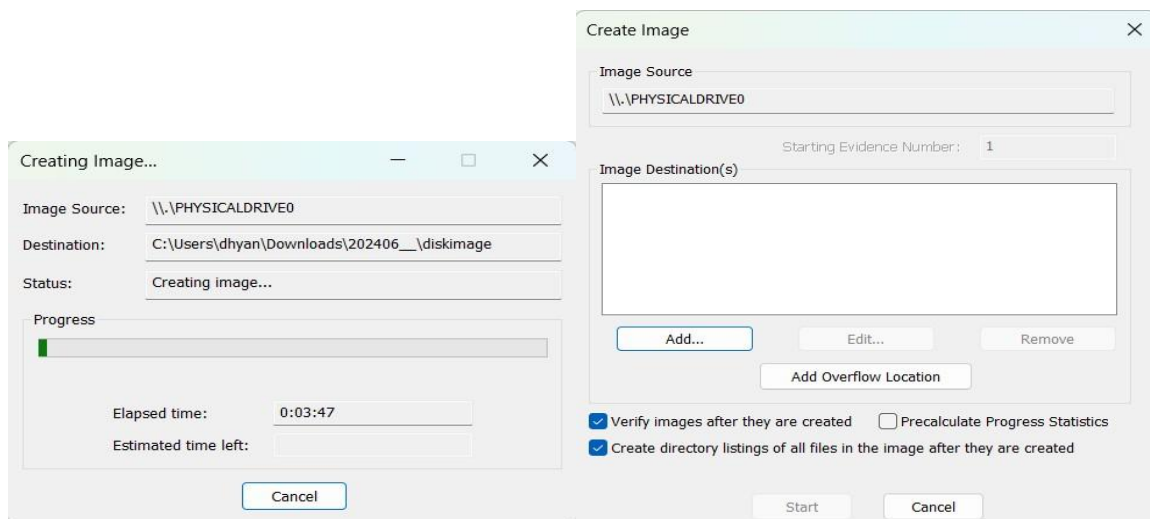 Creating Image...
Image Source: \\.\PHYSICALDRIVE0
Destination: C:\Users\dhyan\Downloads\202406__\diskimage
Status: Creating image...
Progress
Elapsed time: 0:03:47
Estimated time left:
Cancel
Create Image
Image Source
\\.\PHYSICALDRIVE0
Starting Evidence Number: 1
Image Destination(s)
Add... Edit... Remove
Add Overflow Location
Verify images after they are created Precalculate Progress Statistics
Create directory listings of all files in the image after they are created
Start Cancel